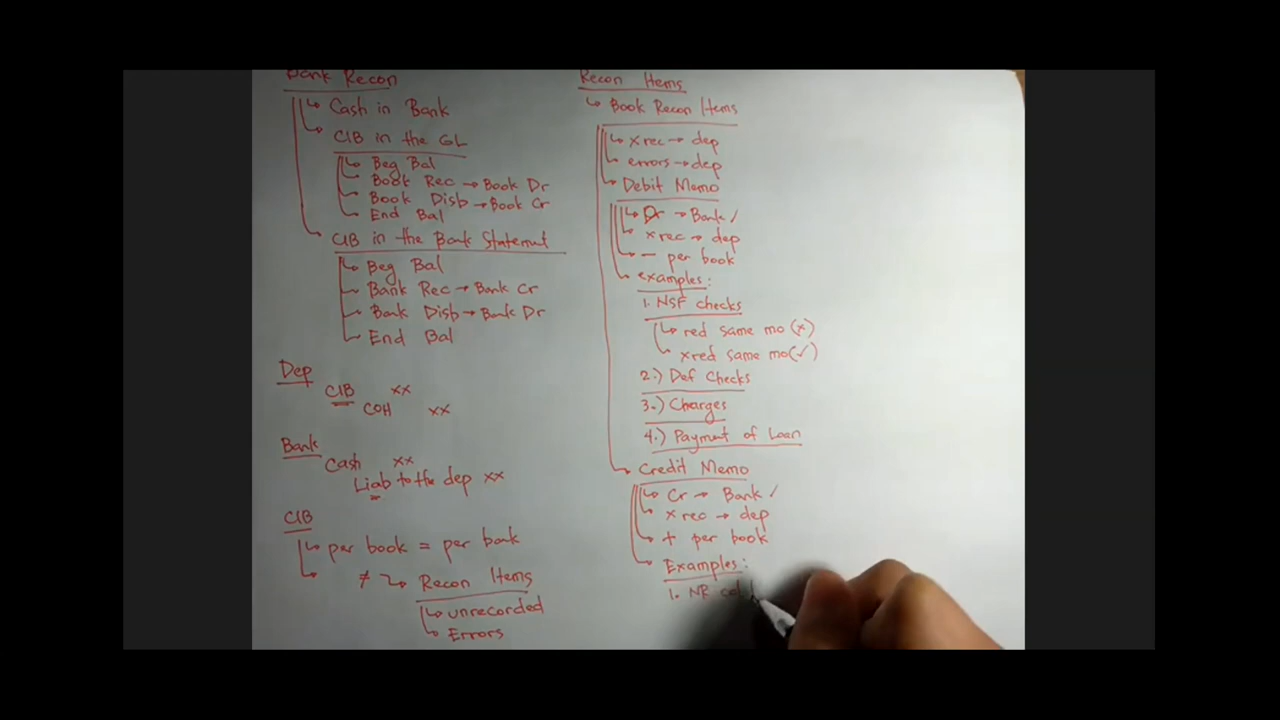 Bank Recon
↳ Cash in Bank
↳ CIB in the GL
↳ Beg Bal
Book Rec → Book Dr
Book Disb → Book Cr
End Bal
CIB in the Bank Statemnt
Beg Bal
Bank Rec → Bank Cr
Bank Disb → Bank Dr
End Bal
Dep
CIB xx
COH xx
Bank
Cash xx
Liab to the dep xx
CIB
↳ per book = per bank
≠ ↳ Recon Items
↳ unrecorded
↳ Errors
Recon Items
↳ Book Recon Items
↳ x rec → dep
↳ errors → dep
↳ Debit Memo
↳ Dr → Bank /
x rec → dep
— per book
examples:
1. NSF checks
↳ red same mo (x)
xred same mo (✓)
2.) Def Checks
3.) Charges
4.) Payment of Loan
Credit Memo
↳ Cr → Bank /
↳ x rec → dep
↳ + per book
Examples:
1. NR col